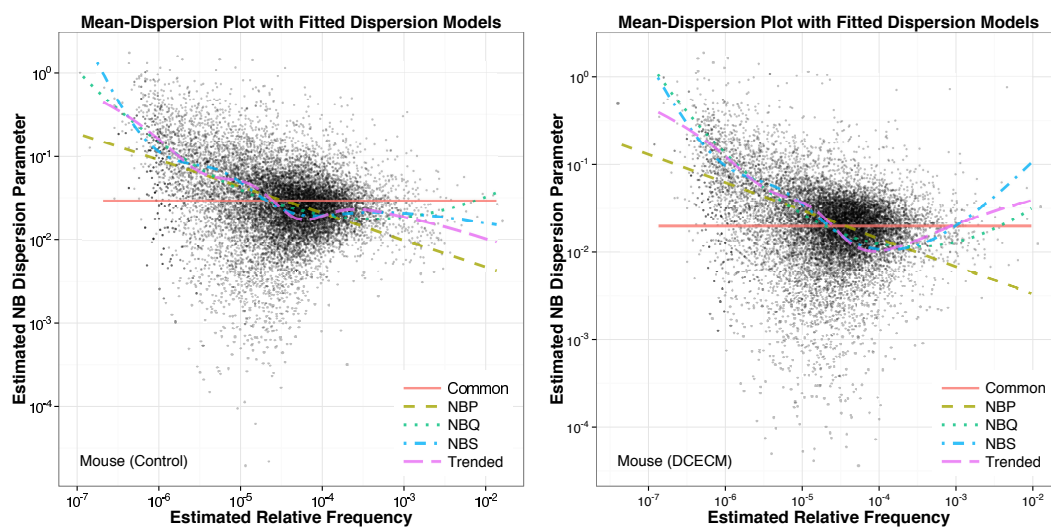 Mean-Dispersion Plot with Fitted Dispersion Models
Estimated NB Dispersion Parameter
10⁰
10⁻¹
10⁻²
10⁻³
10⁻⁴
Common
NBP
NBQ
NBS
Trended
Mouse (Control)
10⁻⁷ 10⁻⁶ 10⁻⁵ 10⁻⁴ 10⁻³ 10⁻²
Estimated Relative Frequency
Mean-Dispersion Plot with Fitted Dispersion Models
Estimated NB Dispersion Parameter
10⁰
10⁻¹
10⁻²
10⁻³
10⁻⁴
Common
NBP
NBQ
NBS
Trended
Mouse (DCECM)
10⁻⁷ 10⁻⁶ 10⁻⁵ 10⁻⁴ 10⁻³ 10⁻²
Estimated Relative Frequency